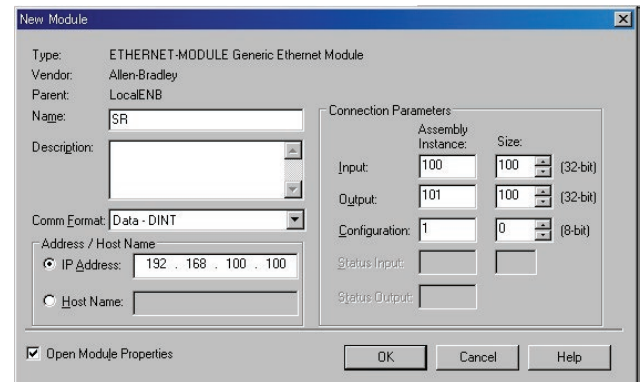 New Module
Type: ETHERNET-MODULE Generic Ethernet Module
Vendor: Allen-Bradley
Parent: LocalENB
Name: SR
Description:
Comm Format: Data - DINT
Address / Host Name
IP Address: 192 . 168 . 100 . 100
Host Name:
Connection Parameters
Assembly Instance: Size:
Input: 100 100 (32-bit)
Output: 101 100 (32-bit)
Configuration: 1 0 (8-bit)
Status Input:
Status Output:
Open Module Properties
OK Cancel Help